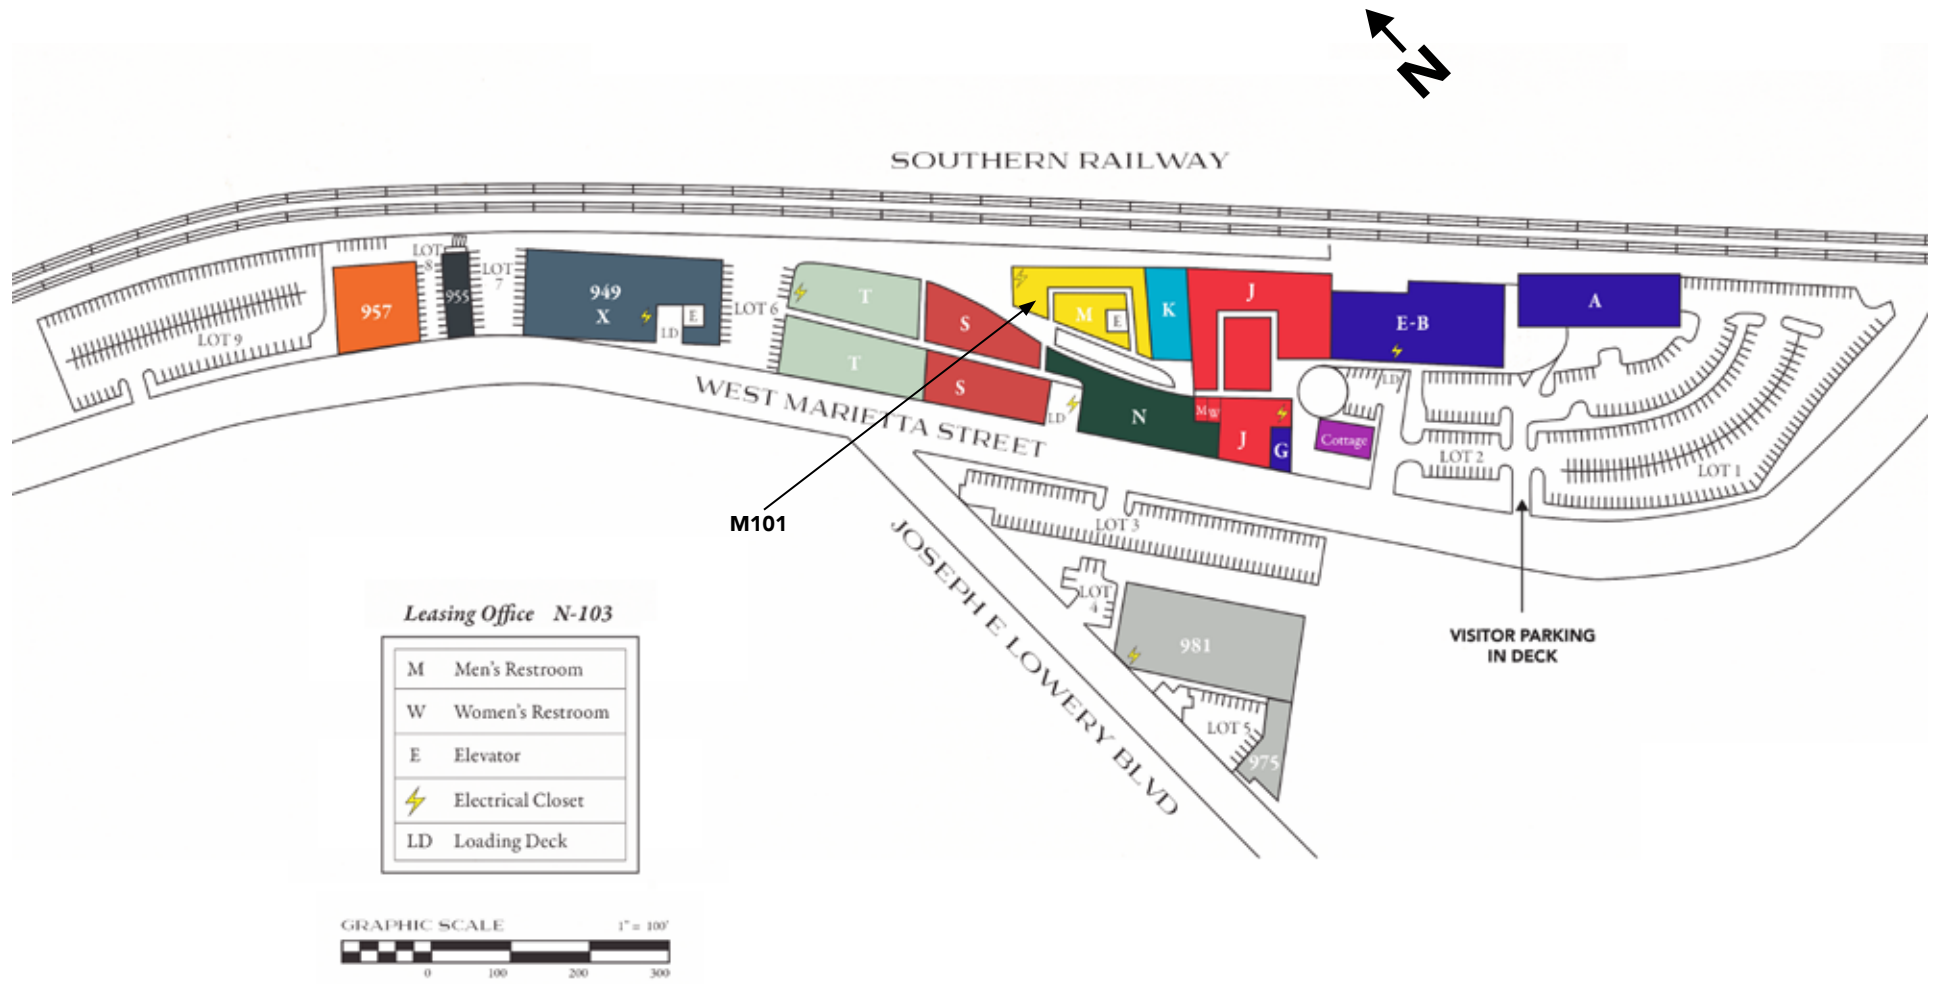 N
SOUTHERN RAILWAY
LOT
8
955
LOT
7
957
LOT 9
949
X
E
LD
LOT 6
T
T
S
S
LD
M
E
K
J
E-B
A
N
M W
J
G
Cottage
LD
LOT 2
LOT 1
WEST MARIETTA STREET
M101
LOT 3
LOT
4
981
LOT 5
975
JOSEPH E LOWERY BLVD
VISITOR PARKING
IN DECK
Leasing Office N-103
M Men's Restroom
W Women's Restroom
E Elevator
Electrical Closet
LD Loading Deck
GRAPHIC SCALE 1" = 100'
0 100 200 300